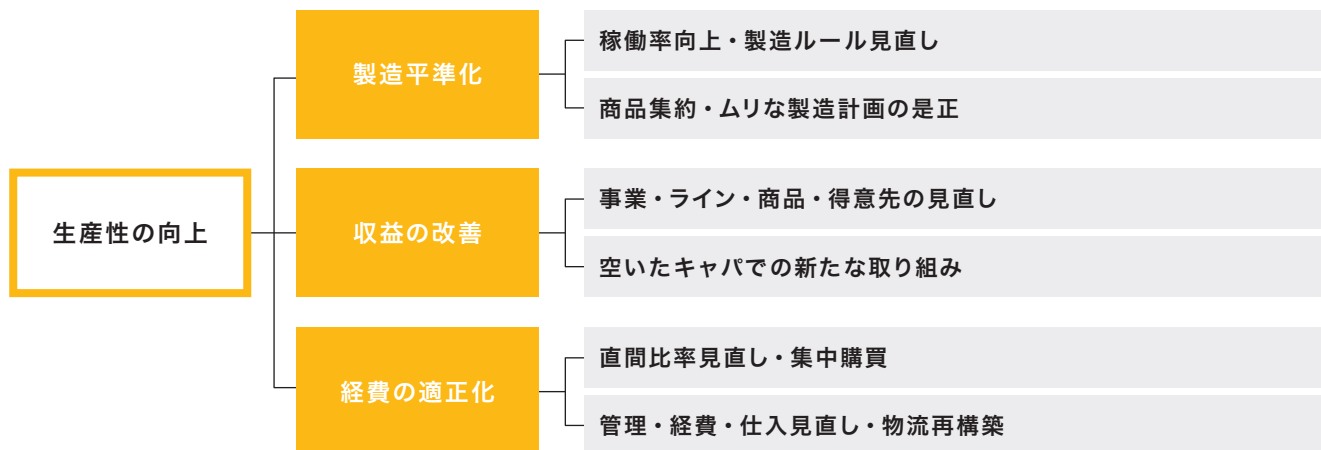 生産性の向上
製造平準化
稼働率向上・製造ルール見直し
商品集約・ムリな製造計画の是正
収益の改善
事業・ライン・商品・得意先の見直し
空いたキャパでの新たな取り組み
経費の適正化
直間比率見直し・集中購買
管理・経費・仕入見直し・物流再構築